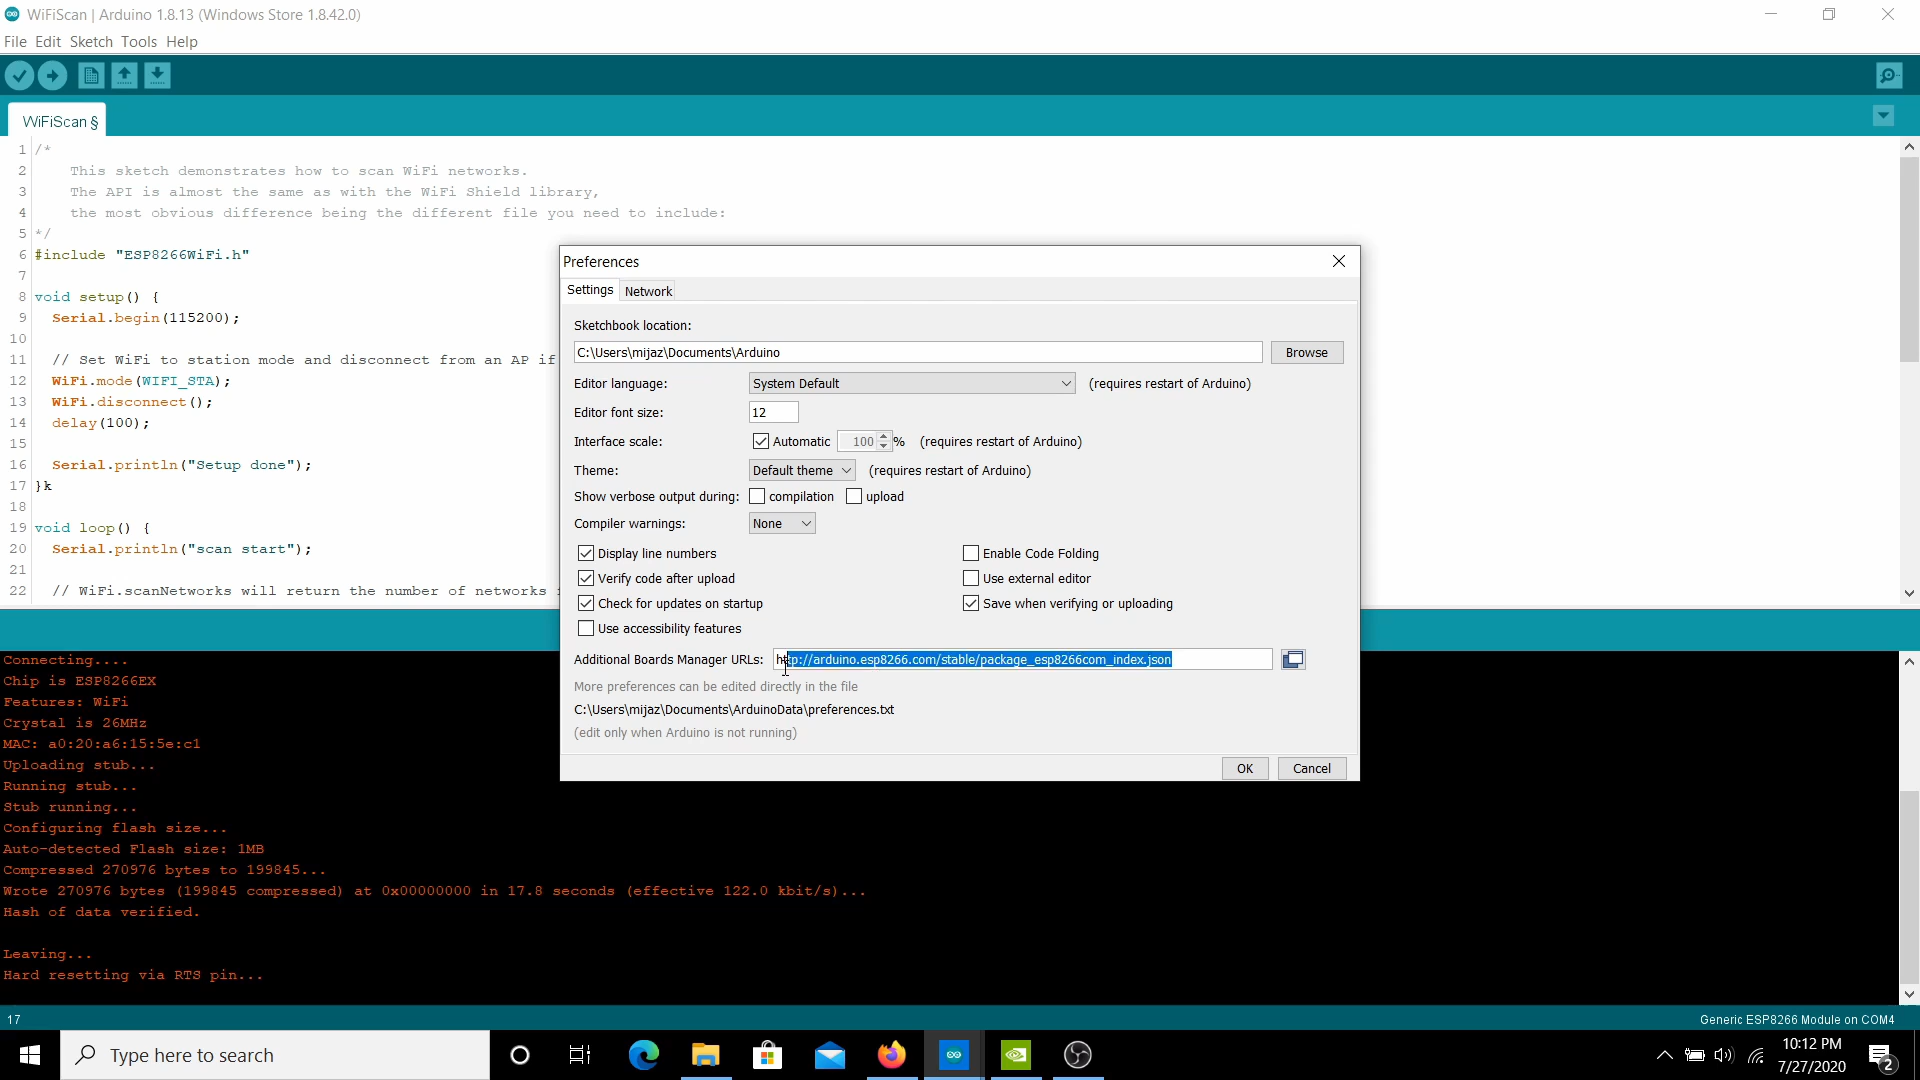 WiFiScan | Arduino 1.8.13 (Windows Store 1.8.42.0)
File Edit Sketch Tools Help
WiFiScan §
1 /*
2 This sketch demonstrates how to scan WiFi networks.
3 The API is almost the same as with the WiFi Shield library,
4 the most obvious difference being the different file you need to include:
5 */
6 #include "ESP8266WiFi.h"
7
8 void setup() {
9 Serial.begin(115200);
10
11 // Set WiFi to station mode and disconnect from an AP if
12 WiFi.mode(WIFI_STA);
13 WiFi.disconnect();
14 delay(100);
15
16 Serial.println("Setup done");
17 }k
18
19 void loop() {
20 Serial.println("scan start");
21
22 // WiFi.scanNetworks will return the number of networks
Preferences
Settings Network
Sketchbook location:
C:\Users\mijaz\Documents\Arduino Browse
Editor language: System Default (requires restart of Arduino)
Editor font size: 12
Interface scale: Automatic 100 % (requires restart of Arduino)
Theme: Default theme (requires restart of Arduino)
Show verbose output during: compilation upload
Compiler warnings: None
Display line numbers Enable Code Folding
Verify code after upload Use external editor
Check for updates on startup Save when verifying or uploading
Use accessibility features
Additional Boards Manager URLs: http://arduino.esp8266.com/stable/package_esp8266com_index.json
More preferences can be edited directly in the file
C:\Users\mijaz\Documents\ArduinoData\preferences.txt
(edit only when Arduino is not running)
OK Cancel
Connecting....
Chip is ESP8266EX
Features: WiFi
Crystal is 26MHz
MAC: a0:20:a6:15:5e:c1
Uploading stub...
Running stub...
Stub running...
Configuring flash size...
Auto-detected Flash size: 1MB
Compressed 270976 bytes to 199845...
Wrote 270976 bytes (199845 compressed) at 0x00000000 in 17.8 seconds (effective 122.0 kbit/s)...
Hash of data verified.
Leaving...
Hard resetting via RTS pin...
17 Generic ESP8266 Module on COM4
Type here to search
10:12 PM
7/27/2020
2